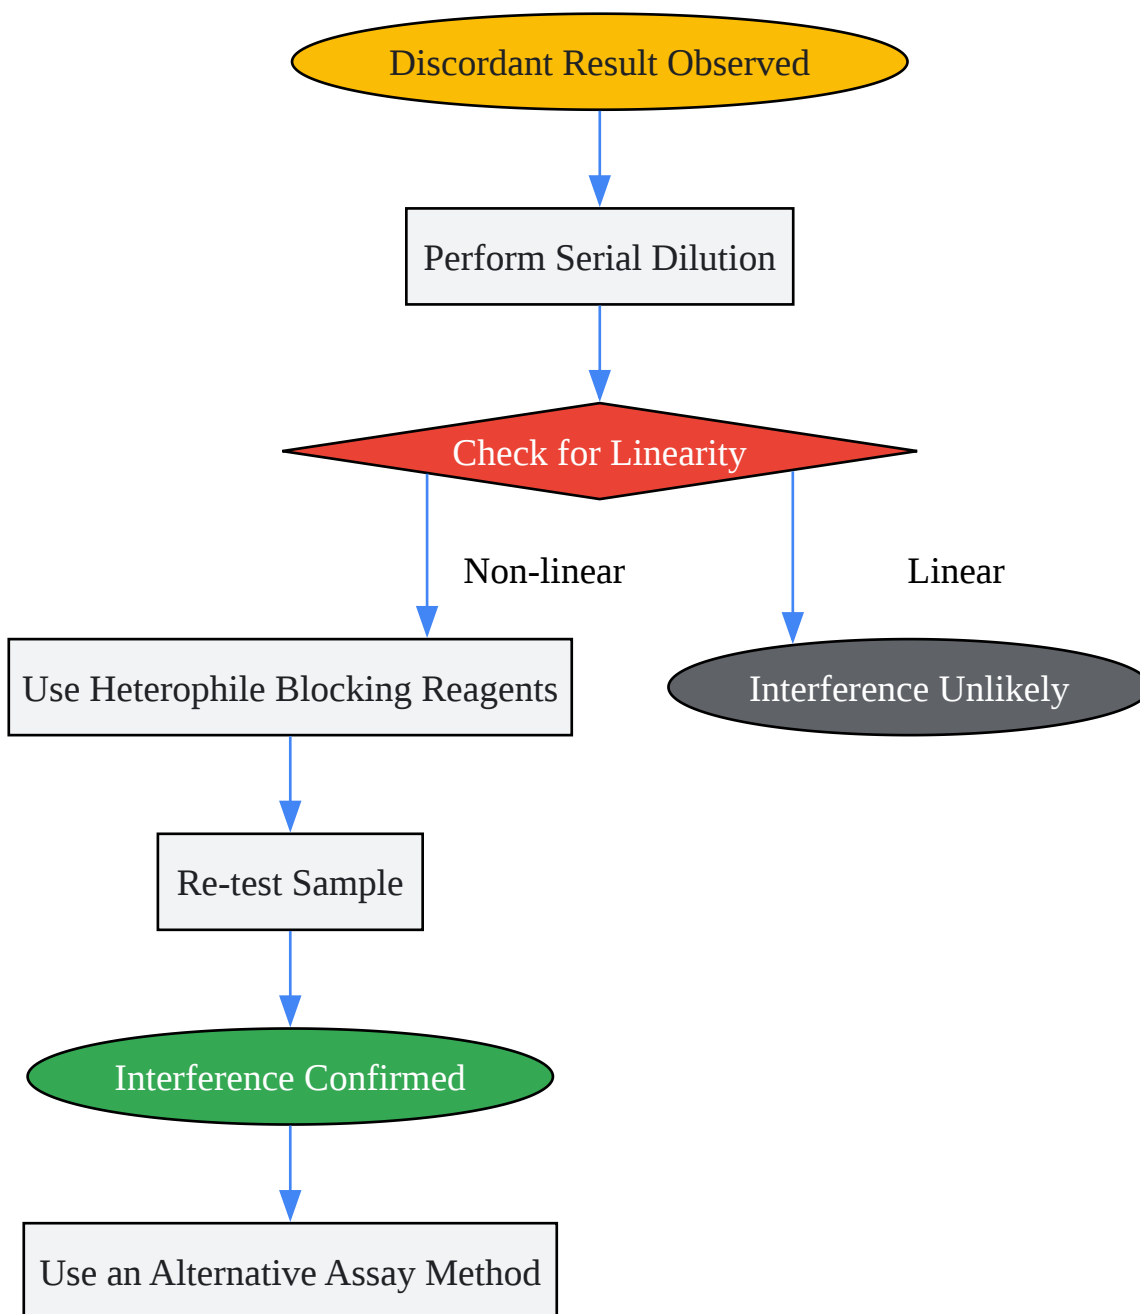 Discordant Result Observed
Perform Serial Dilution
Check for Linearity
Non-linear
Linear
Use Heterophile Blocking Reagents
Interference Unlikely
Re-test Sample
Interference Confirmed
Use an Alternative Assay Method